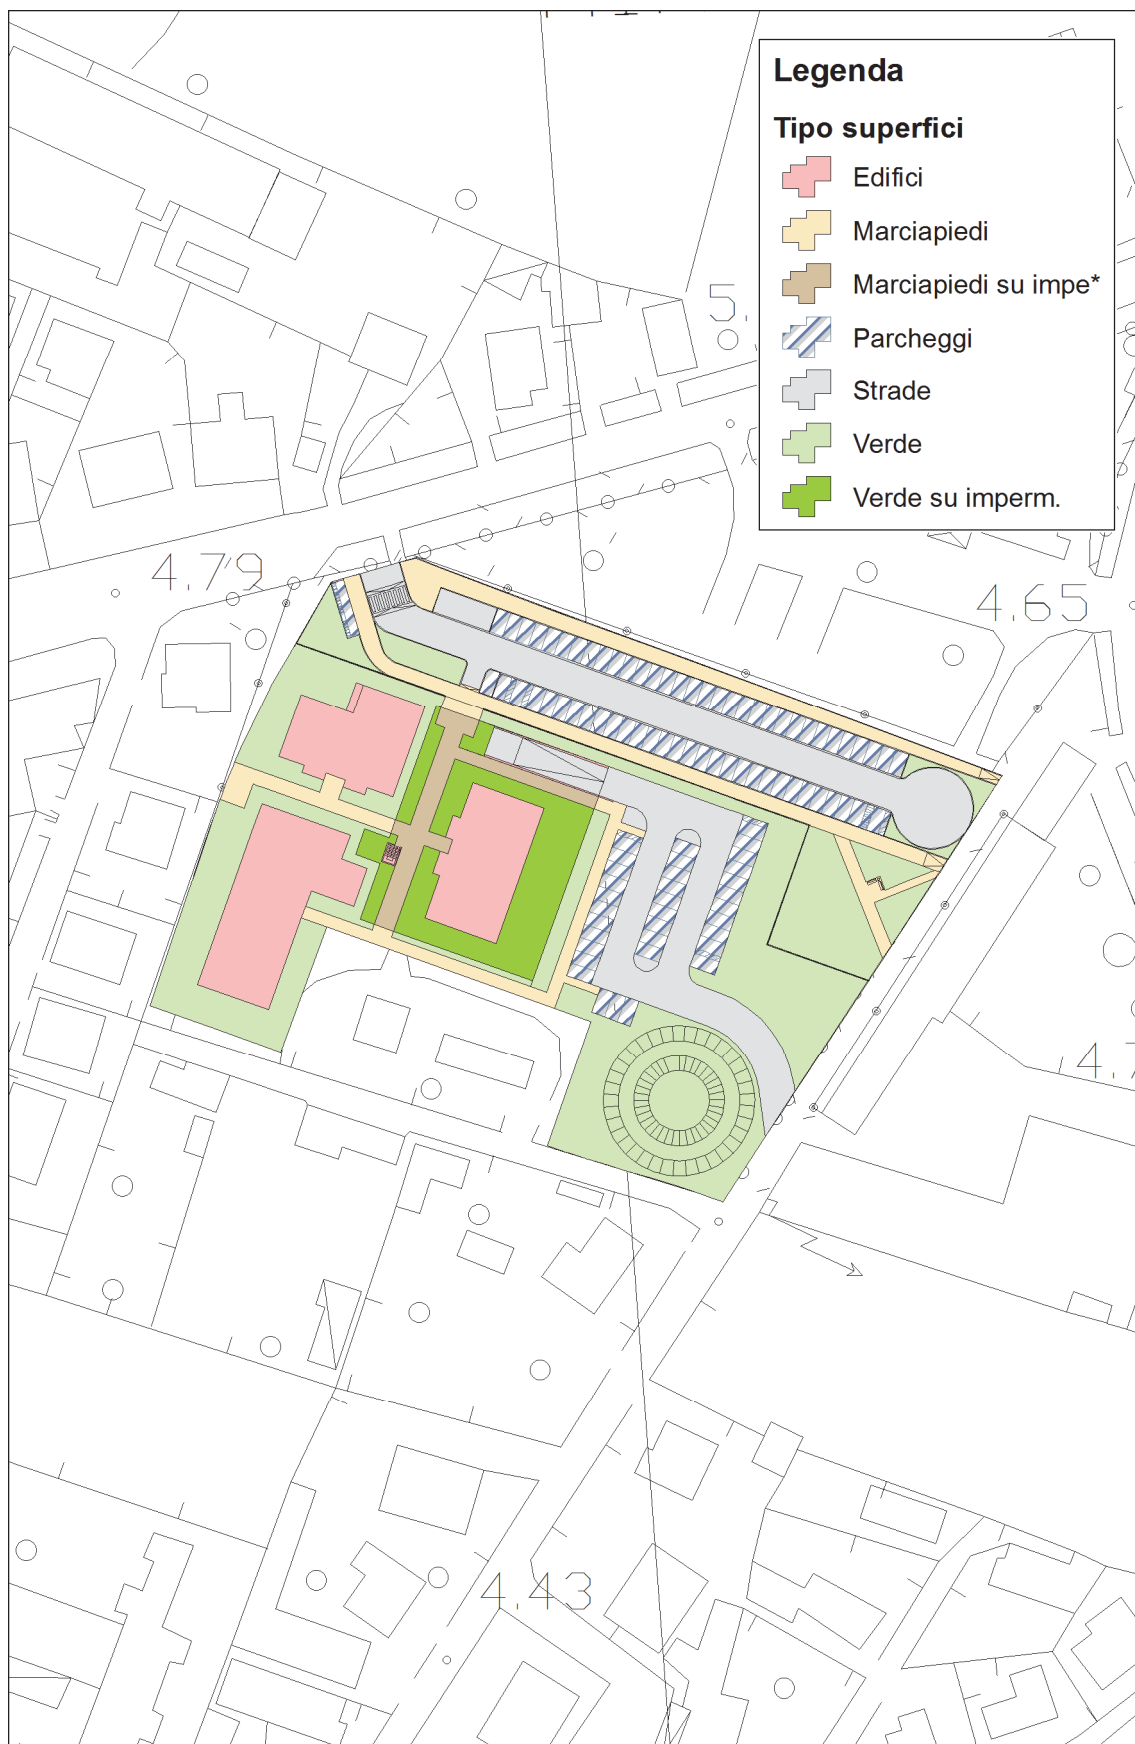 Legenda
Tipo superfici
Edifici
Marciapiedi
Marciapiedi su impe*
Parcheggi
Strade
Verde
Verde su imperm.
5.
4.79
4.65
4.43